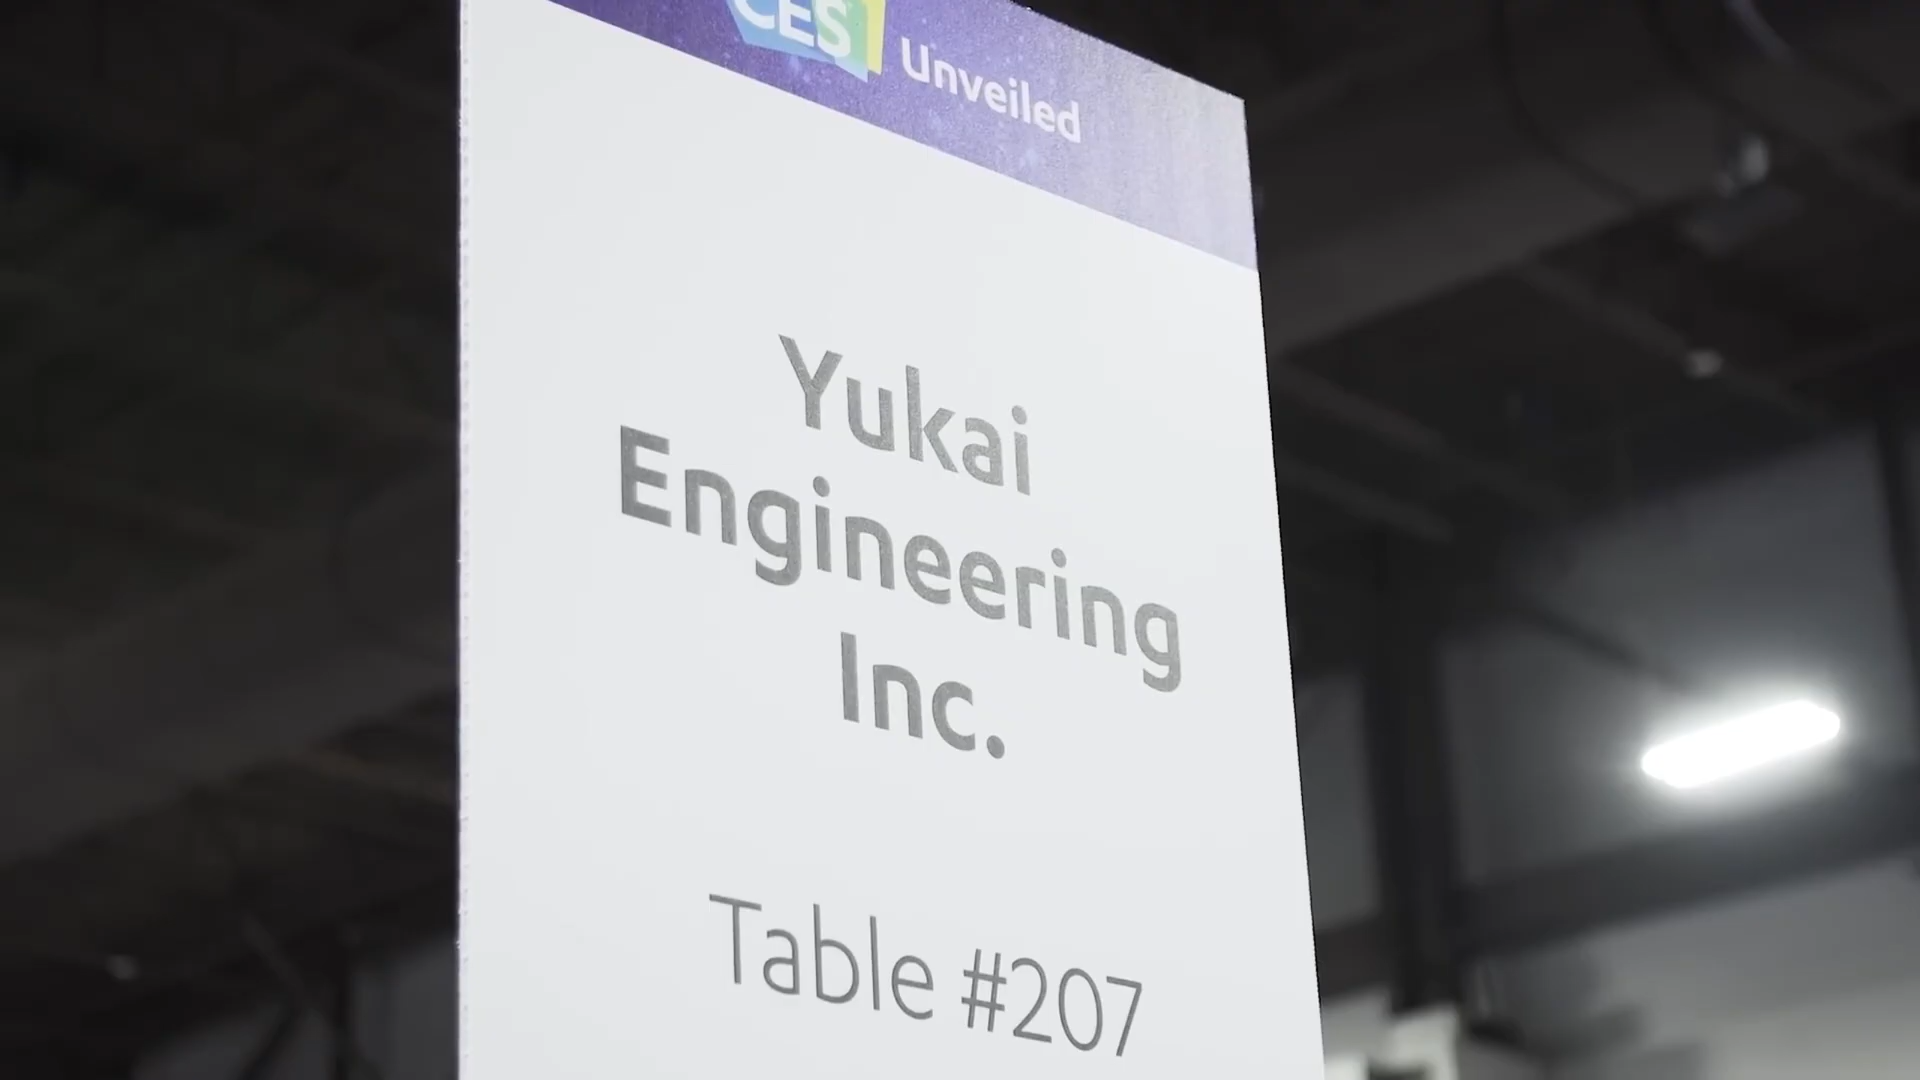 CES Unveiled
Yukai
Engineering
Inc.
Table #207